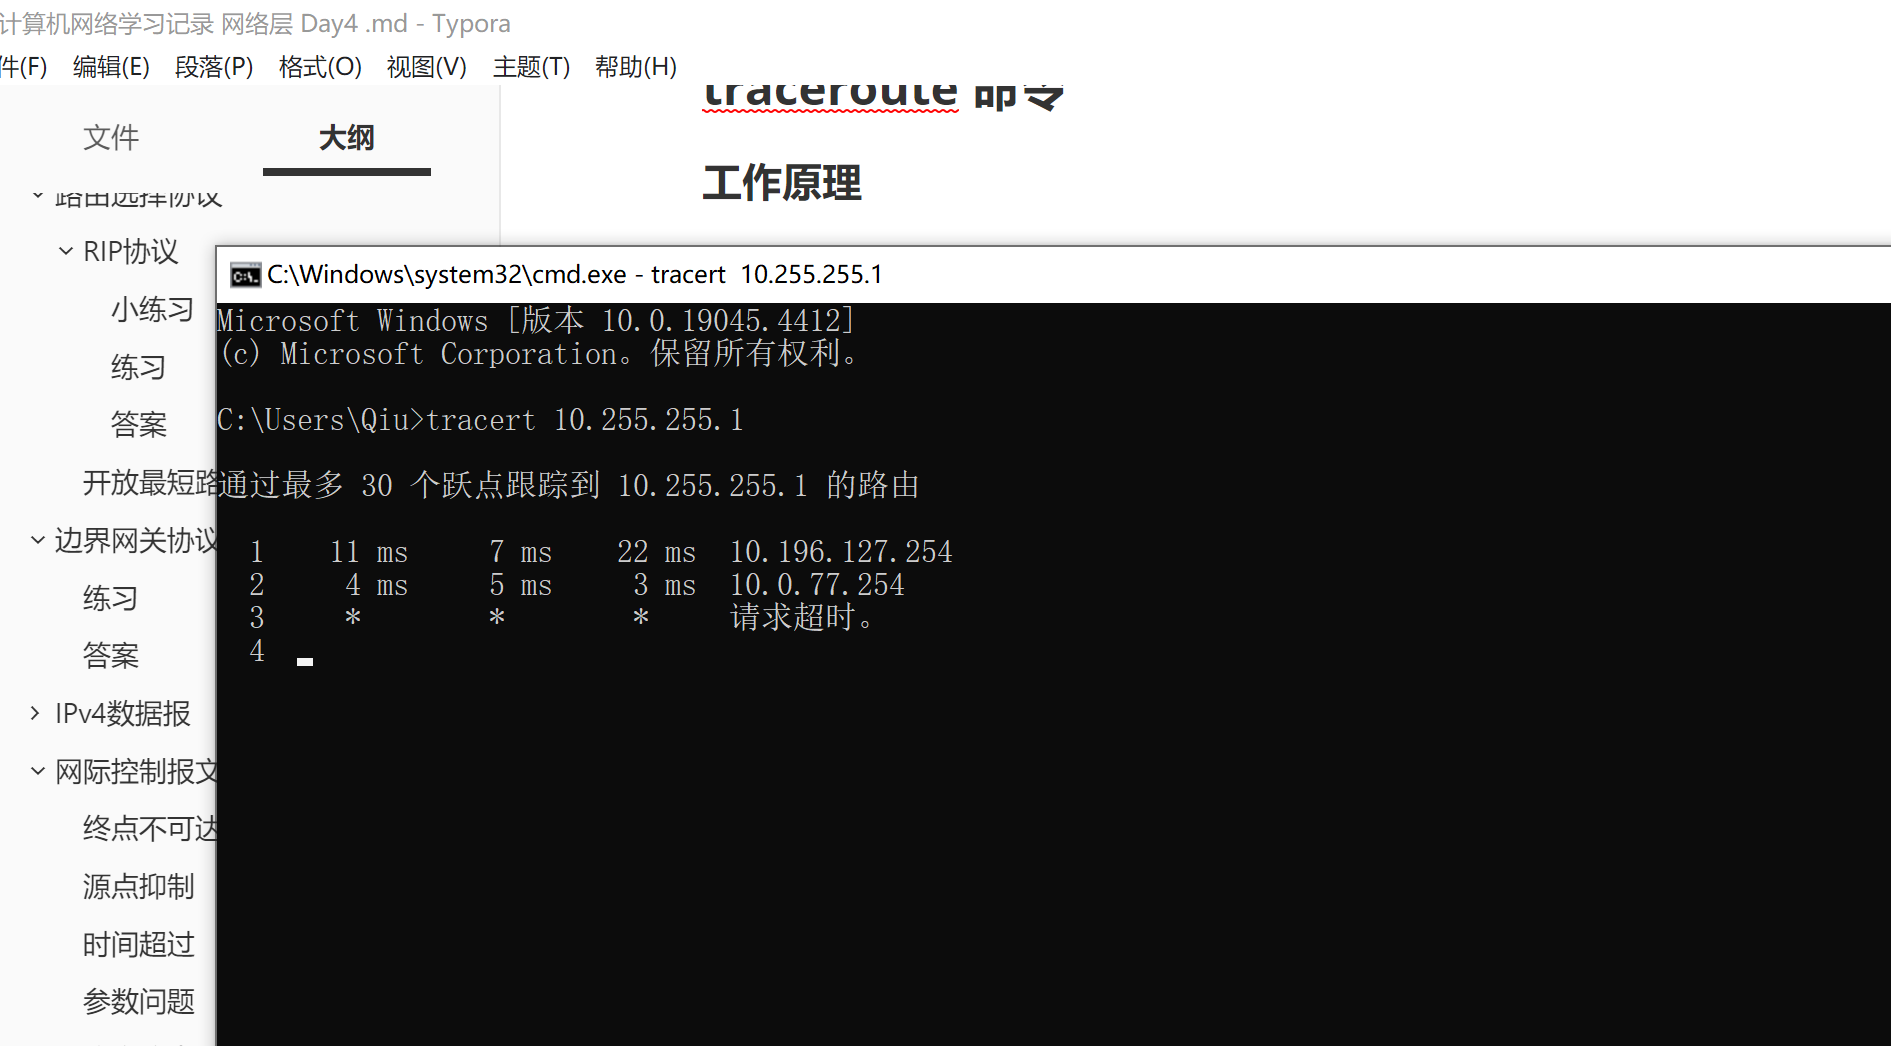 计算机网络学习记录 网络层 Day4 .md - Typora
件(F) 编辑(E) 段落(P) 格式(O) 视图(V) 主题(T) 帮助(H)
文件 大纲
路由选择协议
RIP协议
小练习
练习
答案
开放最短路
边界网关协议
练习
答案
IPv4数据报
网际控制报文
终点不可达
源点抑制
时间超过
参数问题
traceroute 命令
工作原理
C:\Windows\system32\cmd.exe - tracert  10.255.255.1
Microsoft Windows [版本 10.0.19045.4412]
(c) Microsoft Corporation。保留所有权利。
C:\Users\Qiu>tracert 10.255.255.1
通过最多 30 个跃点跟踪到 10.255.255.1 的路由
1 11 ms 7 ms 22 ms 10.196.127.254
2 4 ms 5 ms 3 ms 10.0.77.254
3 * * * 请求超时。
4